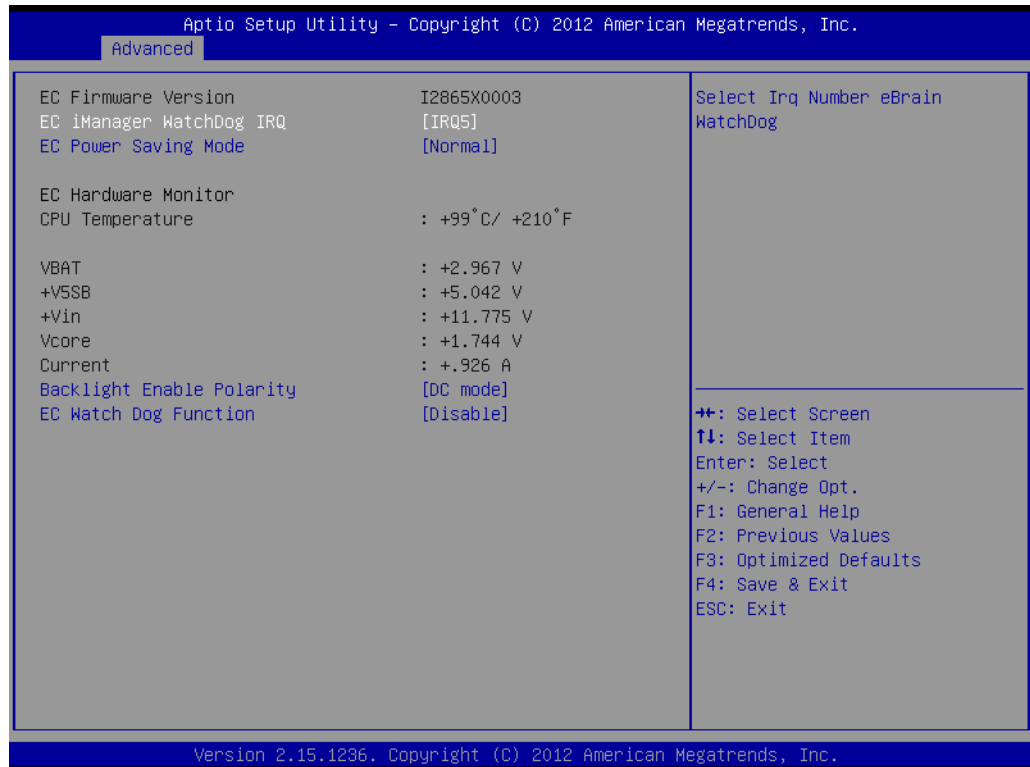 Aptio Setup Utility – Copyright (C) 2012 American Megatrends, Inc.
Advanced
EC Firmware Version I2865X0003
EC iManager WatchDog IRQ [IRQ5]
EC Power Saving Mode [Normal]
EC Hardware Monitor
CPU Temperature : +99°C/ +210°F
VBAT : +2.967 V
+V5SB : +5.042 V
+Vin : +11.775 V
Vcore : +1.744 V
Current : +.926 A
Backlight Enable Polarity [DC mode]
EC Watch Dog Function [Disable]
Select Irq Number eBrain
WatchDog
→←: Select Screen
↑↓: Select Item
Enter: Select
+/-: Change Opt.
F1: General Help
F2: Previous Values
F3: Optimized Defaults
F4: Save & Exit
ESC: Exit
Version 2.15.1236. Copyright (C) 2012 American Megatrends, Inc.